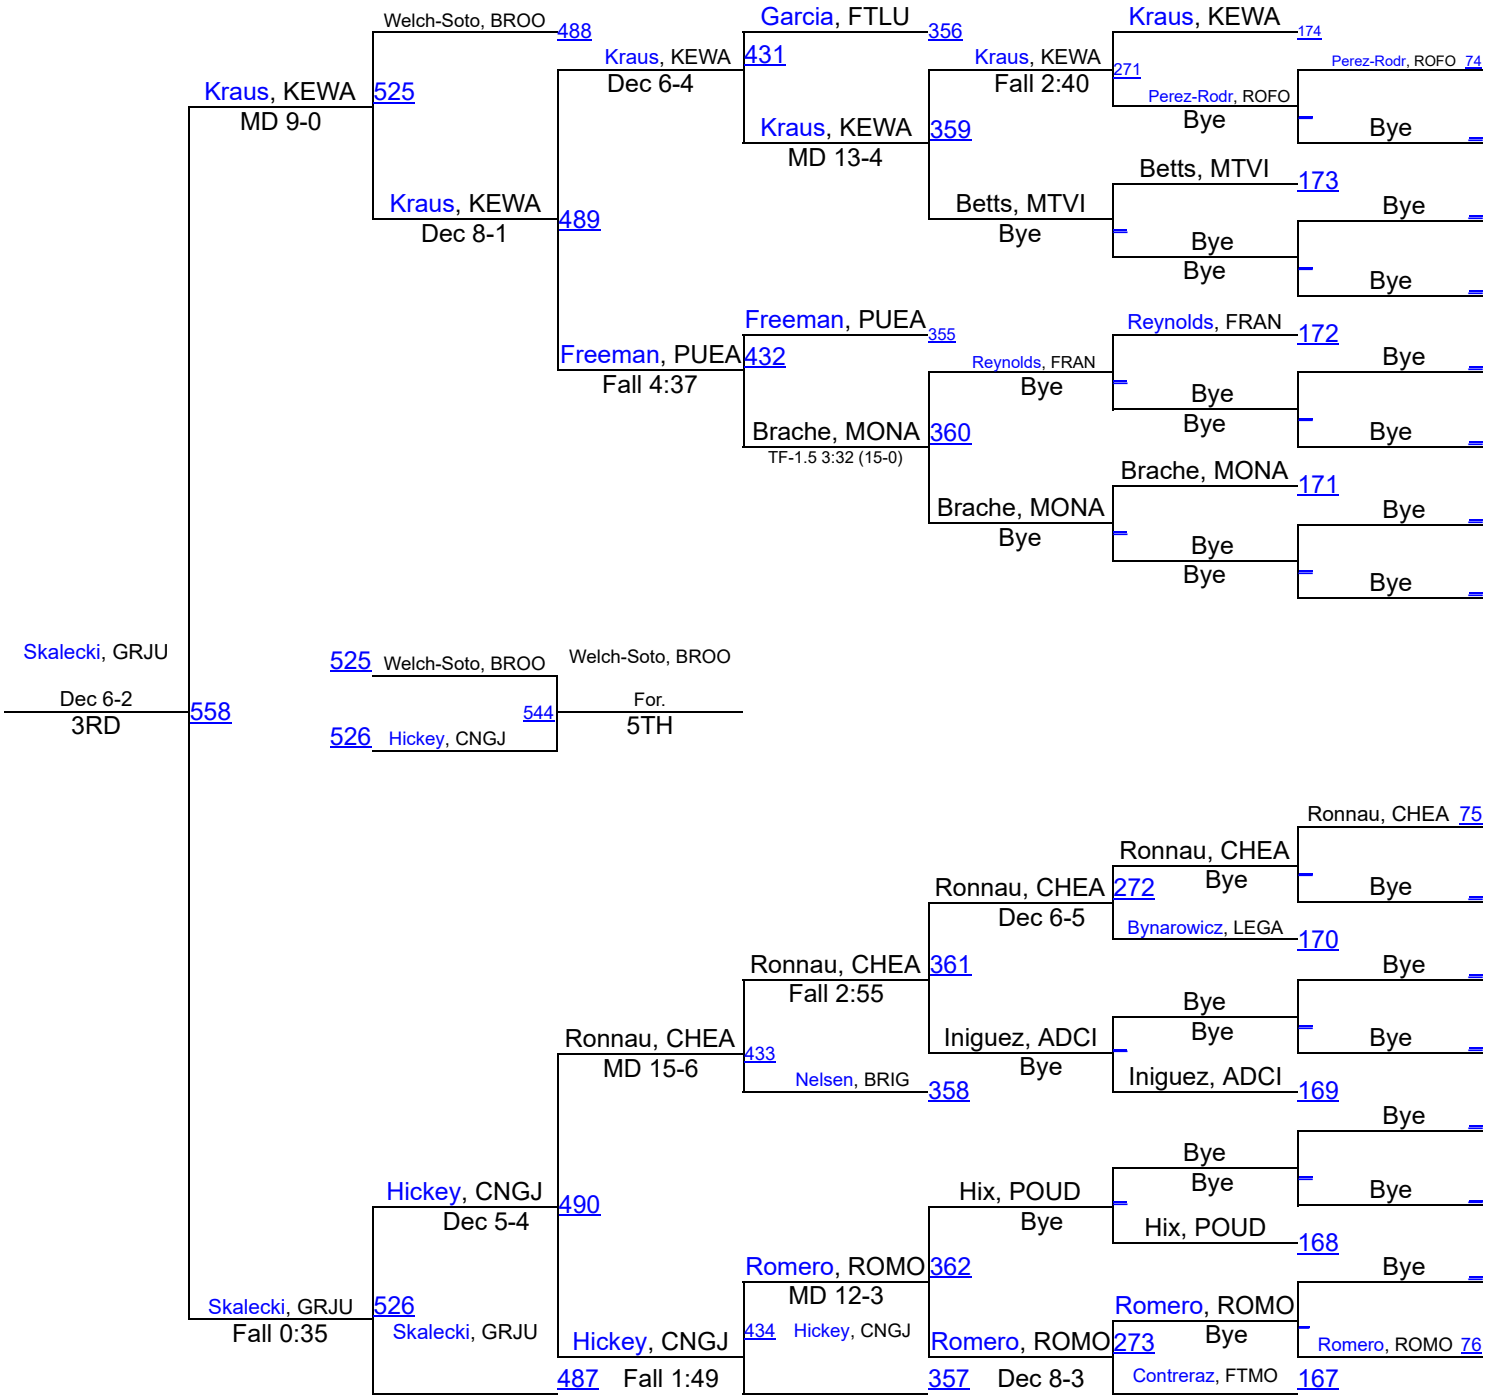 Welch-Soto, BROO 488
Garcia, FTLU 356
Kraus, KEWA 174
Kraus, KEWA 431
Dec 6-4
Kraus, KEWA 271
Fall 2:40
Perez-Rodr, ROFO 74
Perez-Rodr, ROFO
Bye
Bye
Kraus, KEWA 525
MD 9-0
Kraus, KEWA 359
MD 13-4
Betts, MTVI 173
Bye
Kraus, KEWA 489
Dec 8-1
Betts, MTVI
Bye
Bye
Bye
Bye
Freeman, PUEA 355
Reynolds, FRAN 172
Freeman, PUEA 432
Fall 4:37
Reynolds, FRAN
Bye
Bye
Bye
Bye
Brache, MONA 360
TF-1.5 3:32 (15-0)
Bye
Brache, MONA 171
Brache, MONA
Bye
Bye
Bye
Bye
Bye
Skalecki, GRJU
Dec 6-2
3RD
558
525 Welch-Soto, BROO
Welch-Soto, BROO
544
For.
5TH
526 Hickey, CNGJ
Ronnau, CHEA 75
Ronnau, CHEA
Bye
Bye
Ronnau, CHEA 272
Dec 6-5
Bynarowicz, LEGA 170
Ronnau, CHEA 361
Fall 2:55
Bye
Bye
Bye
Bye
Ronnau, CHEA 433
MD 15-6
Iniguez, ADCI
Bye
Nelsen, BRIG 358
Iniguez, ADCI 169
Bye
Bye
Bye
Bye
Hickey, CNGJ 490
Dec 5-4
Hix, POUD
Bye
Hix, POUD 168
Romero, ROMO 362
MD 12-3
Bye
Skalecki, GRJU 526
Fall 0:35
Romero, ROMO
Bye
Skalecki, GRJU
Hickey, CNGJ
434 Hickey, CNGJ
Romero, ROMO 273
Romero, ROMO 76
487 Fall 1:49
357 Dec 8-3
Contreraz, FTMO 167